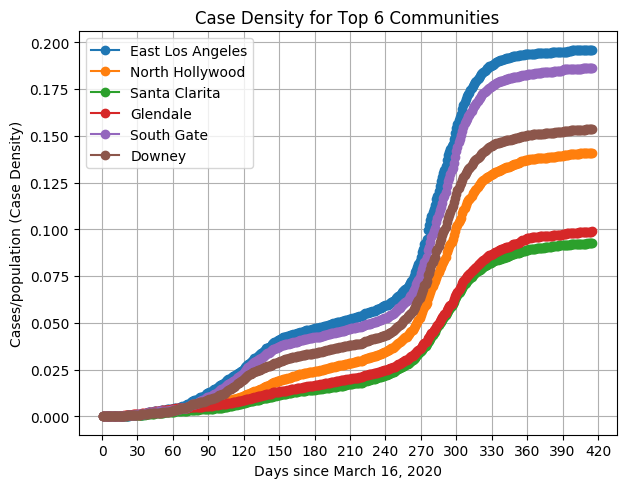 Case Density for Top 6 Communities
Cases/population (Case Density)
0.200
0.175
0.150
0.125
0.100
0.075
0.050
0.025
0.000
East Los Angeles
North Hollywood
Santa Clarita
Glendale
South Gate
Downey
0 30 60 90 120 150 180 210 240 270 300 330 360 390 420
Days since March 16, 2020